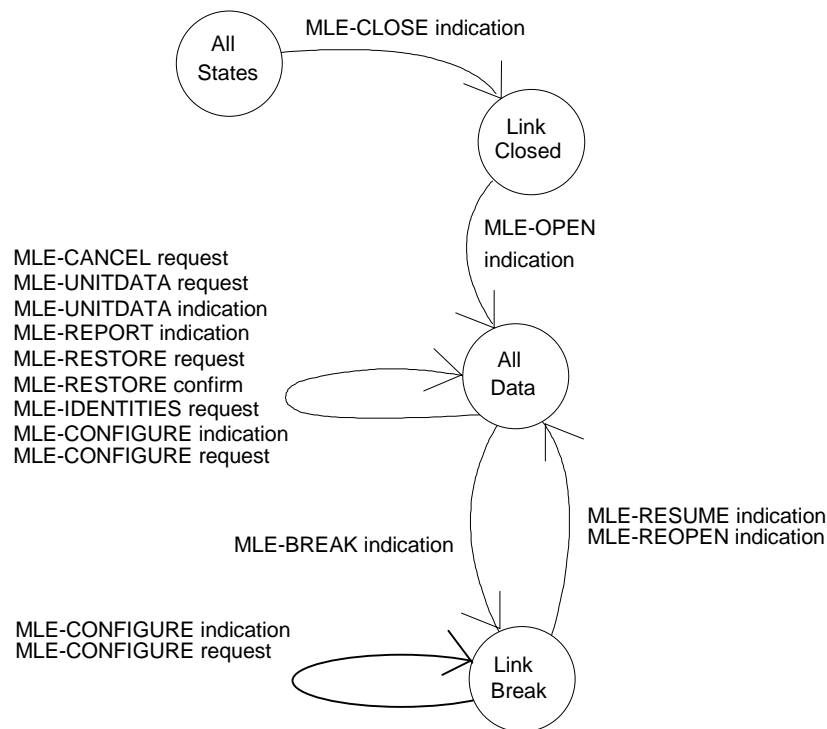 All
States
MLE-CLOSE indication
Link
Closed
MLE-OPEN
indication
MLE-CANCEL request
MLE-UNITDATA request
MLE-UNITDATA indication
MLE-REPORT indication
MLE-RESTORE request
MLE-RESTORE confirm
MLE-IDENTITIES request
MLE-CONFIGURE indication
MLE-CONFIGURE request
All
Data
MLE-BREAK indication
MLE-RESUME indication
MLE-REOPEN indication
MLE-CONFIGURE indication
MLE-CONFIGURE request
Link
Break